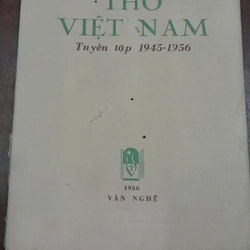 THƠ
VIỆT NAM
Tuyển tập 1945-1956
1956
VĂN NGHỆ